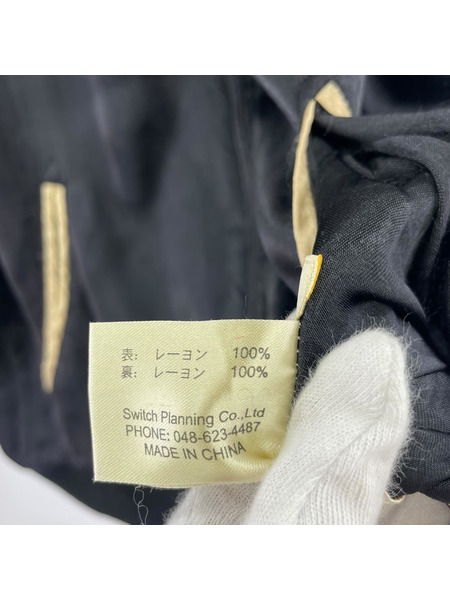 表: レーヨン 100%
裏: レーヨン 100%
Switch Planning Co.,Ltd
PHONE: 048-623-4487
MADE IN CHINA